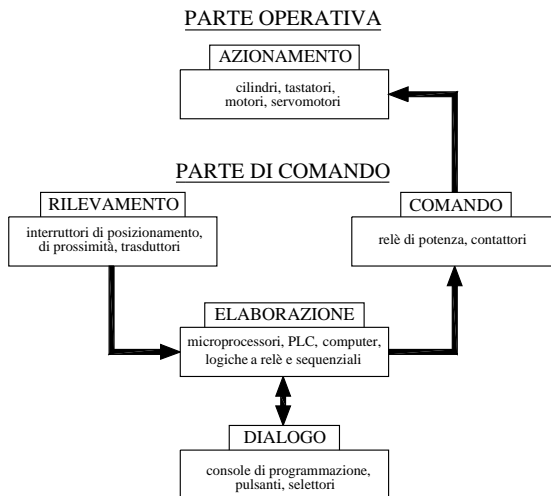 PARTE OPERATIVA
AZIONAMENTO
cilindri, tastatori,
motori, servomotori
PARTE DI COMANDO
RILEVAMENTO
interruttori di posizionamento,
di prossimità, trasduttori
COMANDO
relè di potenza, contattori
ELABORAZIONE
microprocessori, PLC, computer,
logiche a relè e sequenziali
DIALOGO
console di programmazione,
pulsanti, selettori